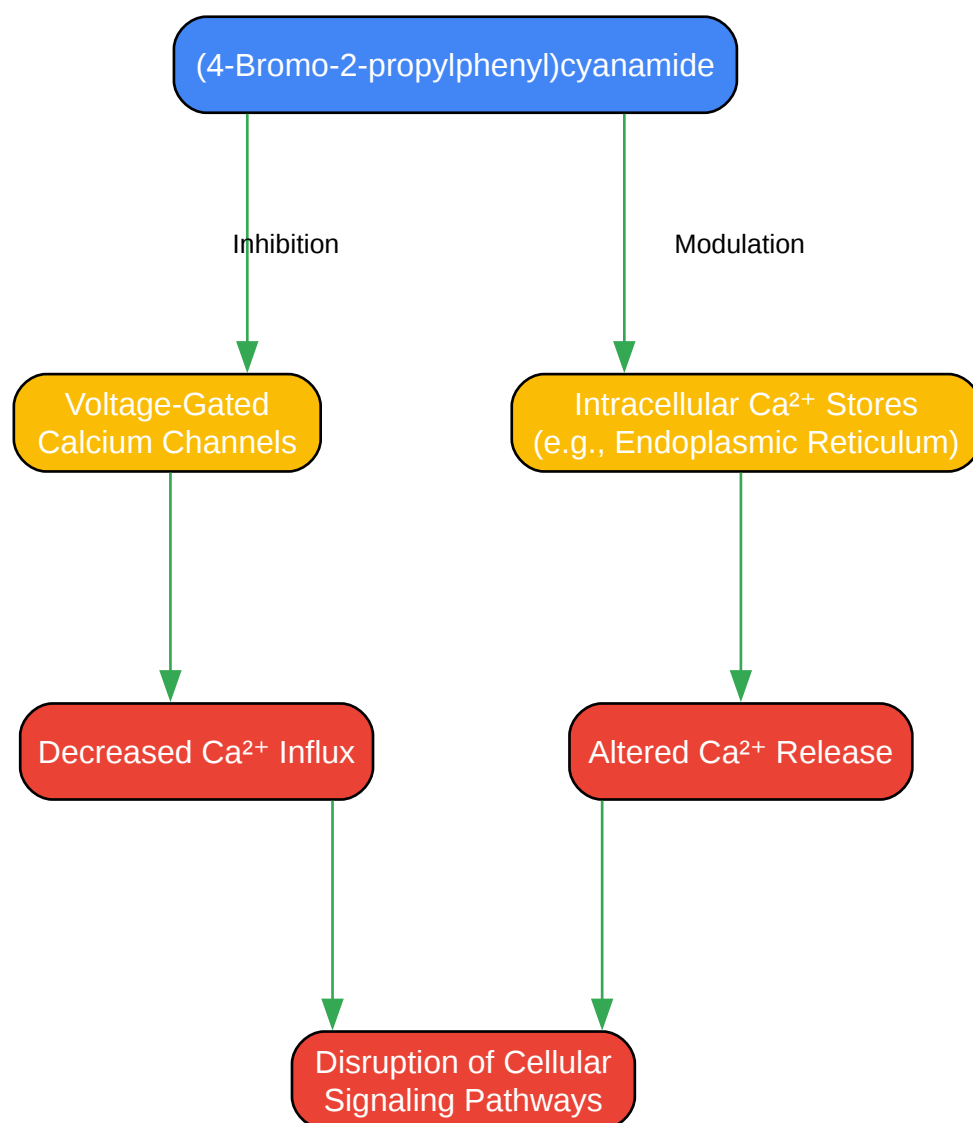 (4-Bromo-2-propylphenyl)cyanamide
Inhibition
Modulation
Voltage-Gated
Calcium Channels
Intracellular Ca²⁺ Stores
(e.g., Endoplasmic Reticulum)
Decreased Ca²⁺ Influx
Altered Ca²⁺ Release
Disruption of Cellular
Signaling Pathways